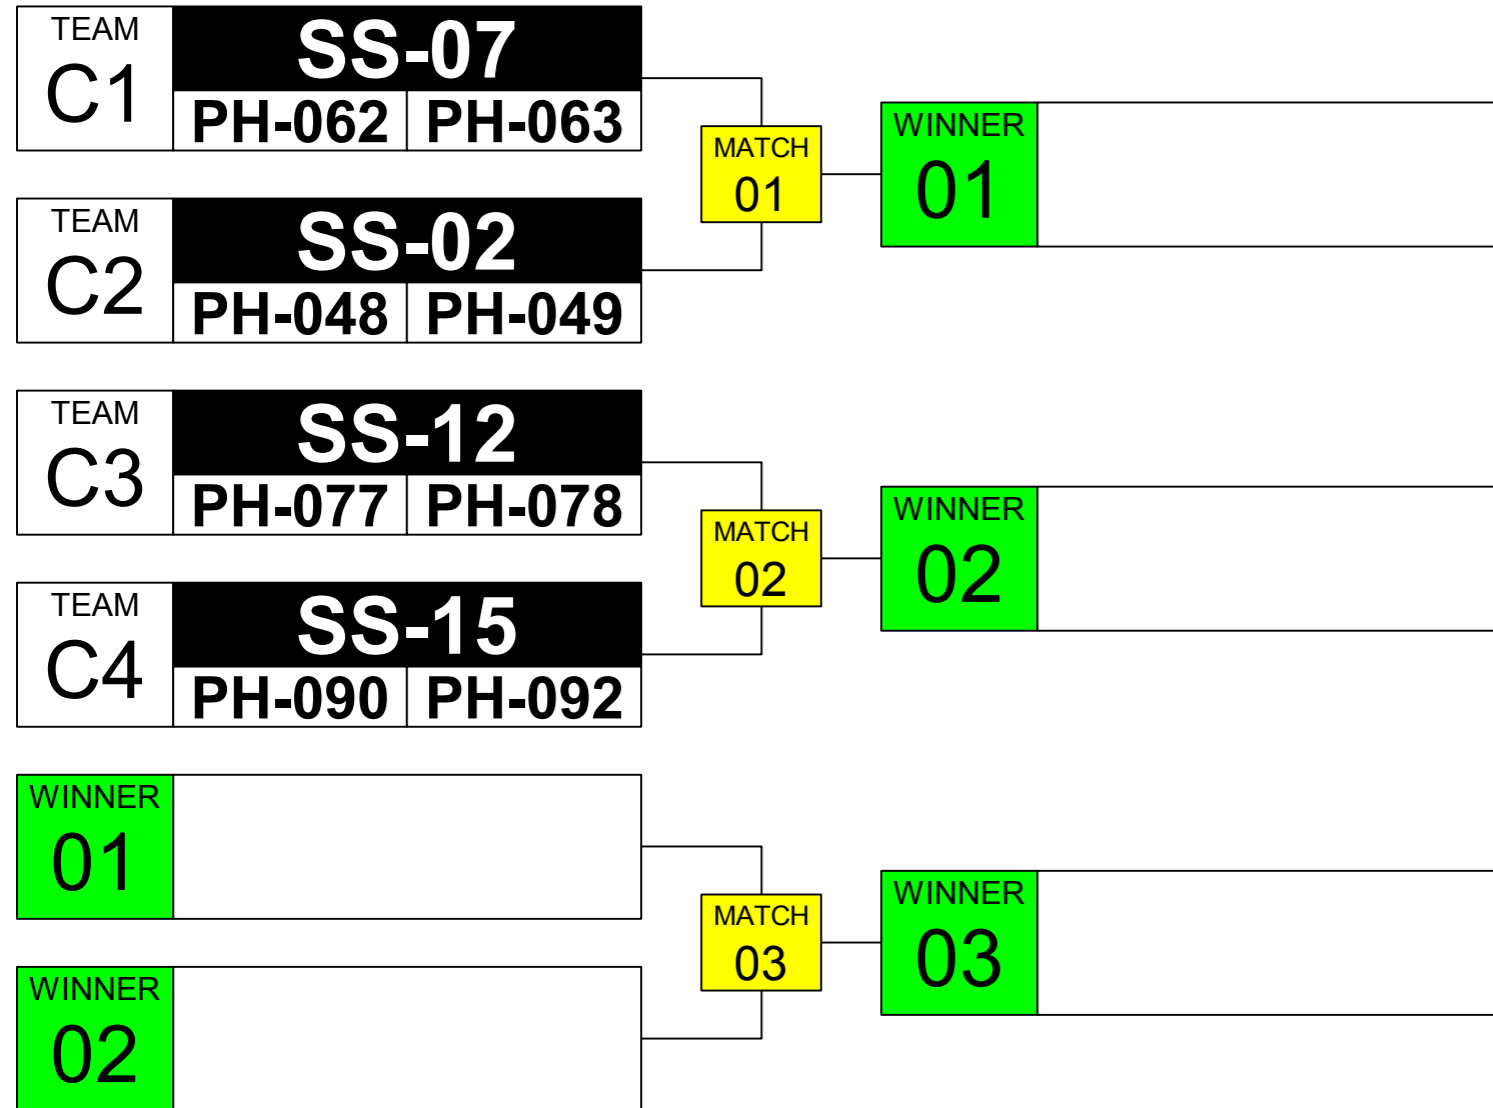 TEAM
C1
SS-07
PH-062 PH-063
MATCH
01
WINNER
01
TEAM
C2
SS-02
PH-048 PH-049
TEAM
C3
SS-12
PH-077 PH-078
MATCH
02
WINNER
02
TEAM
C4
SS-15
PH-090 PH-092
WINNER
01
MATCH
03
WINNER
03
WINNER
02